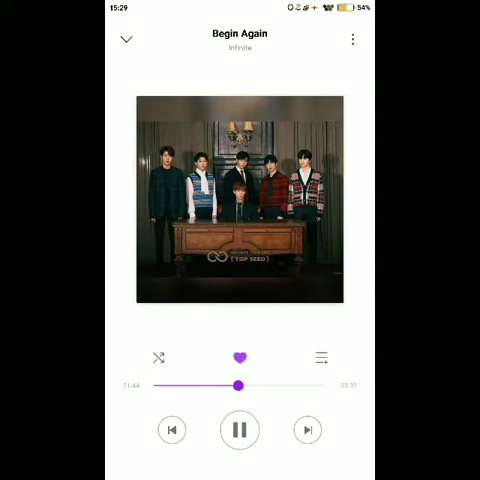 15:29
54%
Begin Again
Infinite
[ TOP SEED ]
01:44
03:32